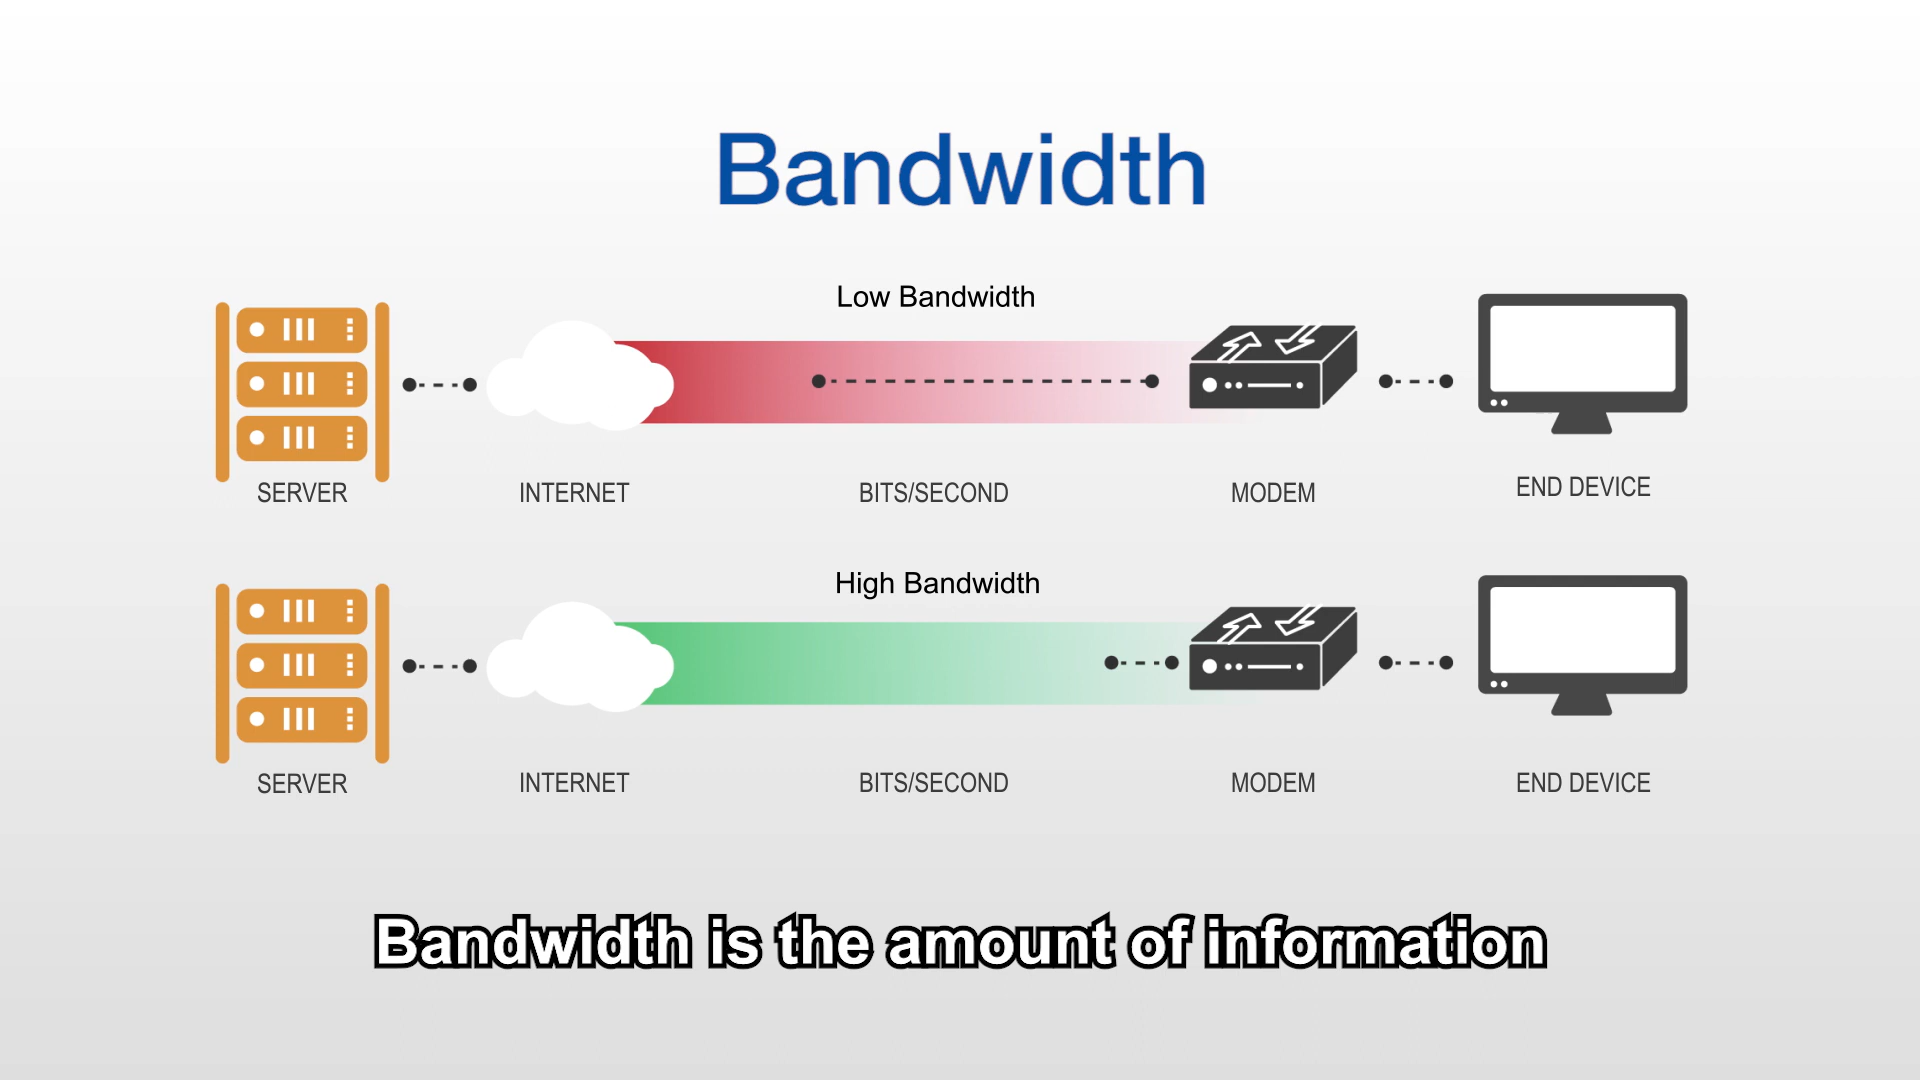 Bandwidth
Low Bandwidth
SERVER INTERNET BITS/SECOND MODEM END DEVICE
High Bandwidth
SERVER INTERNET BITS/SECOND MODEM END DEVICE
Bandwidth is the amount of information